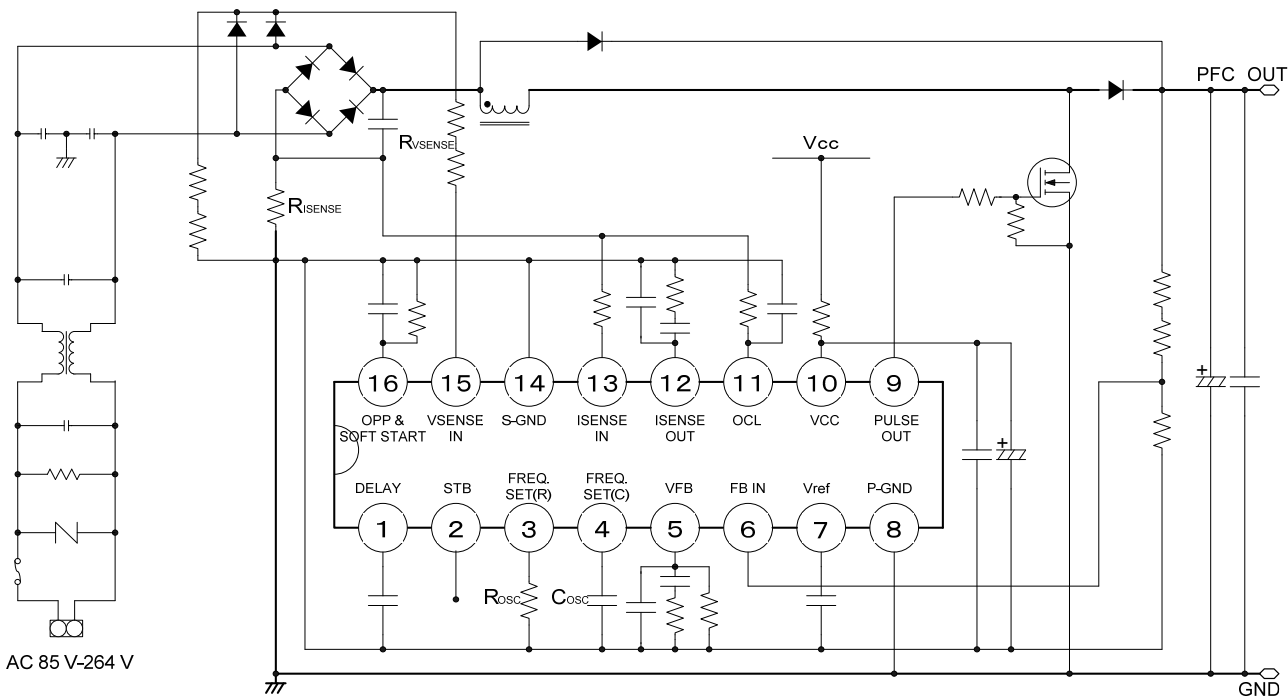 PFC OUT
RVSENSE
Vcc
RISENSE
16 15 14 13 12 11 10 9
OPP & SOFT START
VSENSE IN
S-GND
ISENSE IN
ISENSE OUT
OCL
VCC
PULSE OUT
DELAY
STB
FREQ. SET(R)
FREQ. SET(C)
VFB
FB IN
Vref
P-GND
1 2 3 4 5 6 7 8
ROSC
COSC
+
+
AC 85 V-264 V
GND